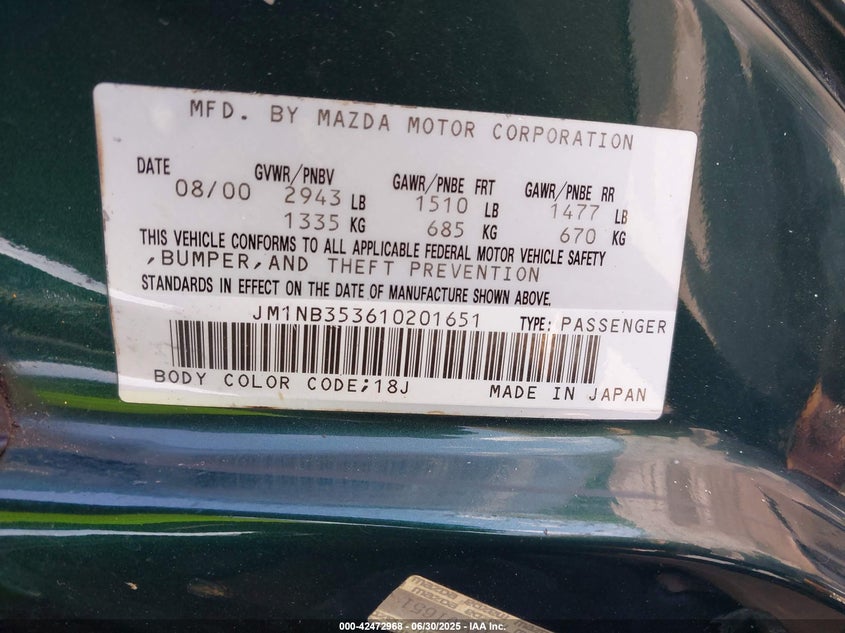 MFD. BY MAZDA MOTOR CORPORATION
DATE GVWR/PNBV GAWR/PNBE FRT GAWR/PNBE RR
08/00 2943 LB 1510 LB 1477 LB
1335 KG 685 KG 670 KG
THIS VEHICLE CONFORMS TO ALL APPLICABLE FEDERAL MOTOR VEHICLE SAFETY
,BUMPER,AND THEFT PREVENTION
STANDARDS IN EFFECT ON THE DATE OF MANUFACTURE SHOWN ABOVE.
JM1NB353610201651 TYPE: PASSENGER
BODY COLOR CODE;18J MADE IN JAPAN
mazda
mazda
000-42472968 - 06/30/2025 - IAA Inc.